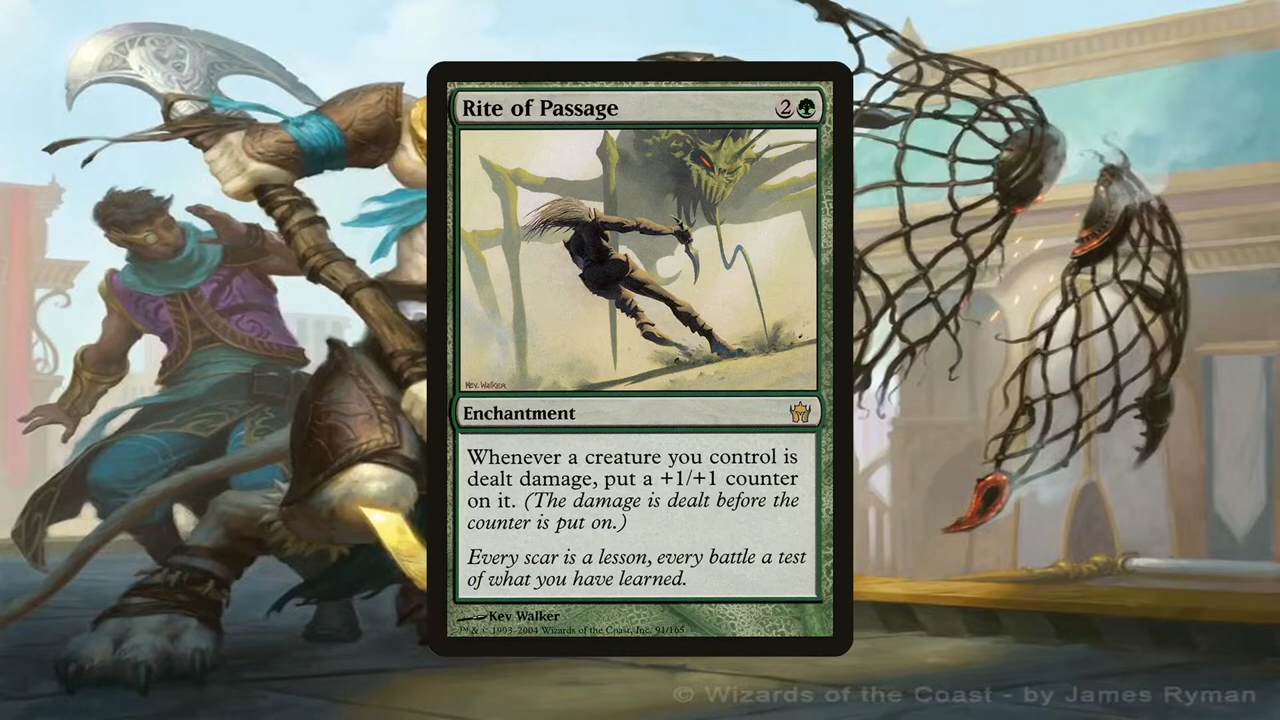 Rite of Passage 2
Kev. Walker
Enchantment
Whenever a creature you control is
dealt damage, put a +1/+1 counter
on it. (The damage is dealt before the
counter is put on.)
Every scar is a lesson, every battle a test
of what you have learned.
Kev Walker
™ & © 1993-2004 Wizards of the Coast, Inc. 91/165
© Wizards of the Coast - by James Ryman